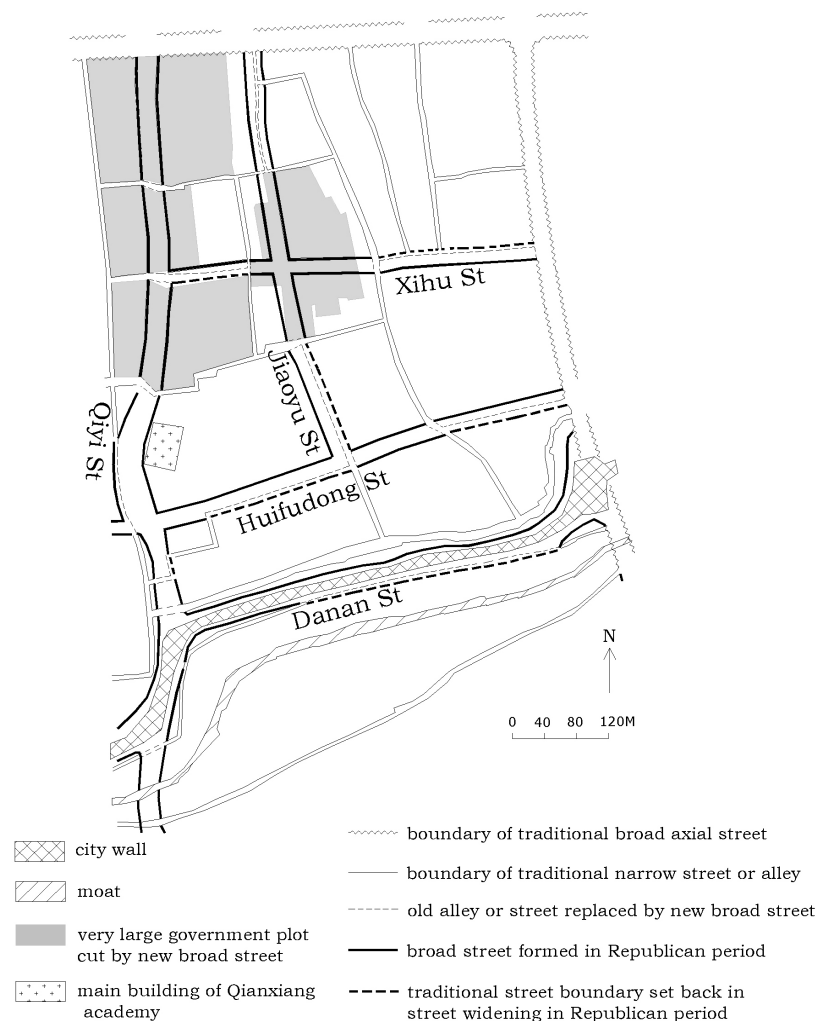 Xihu St
Jiaoyu St
Qiyi St
Huifudong St
Danan St
N
0 40 80 120M
city wall
moat
very large government plot
cut by new broad street
main building of Qianxiang
academy
boundary of traditional broad axial street
boundary of traditional narrow street or alley
old alley or street replaced by new broad street
broad street formed in Republican period
traditional street boundary set back in
street widening in Republican period